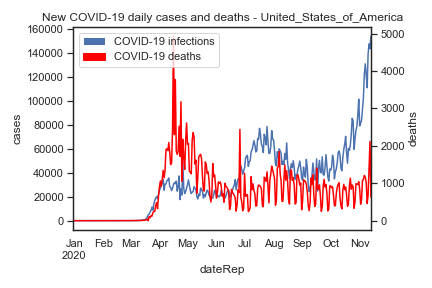 New COVID-19 daily cases and deaths - United_States_of_America
COVID-19 infections
COVID-19 deaths
160000
140000
120000
100000
80000
60000
40000
20000
0
cases
5000
4000
3000
2000
1000
0
deaths
Jan Feb Mar Apr May Jun Jul Aug Sep Oct Nov
2020
dateRep